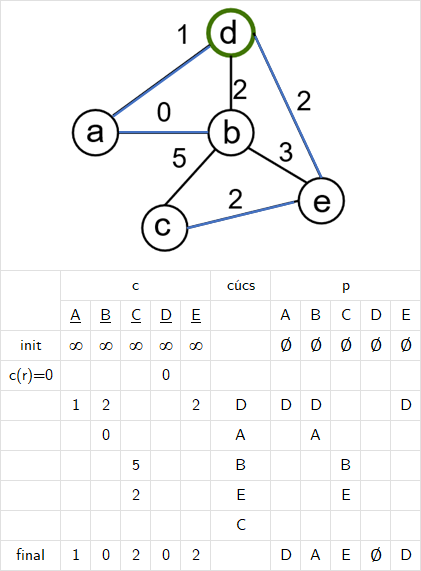 1 d
0 2 2
a b
5 3
2 e
c
c cúcs p
A B C D E A B C D E
init ∞ ∞ ∞ ∞ ∞ Ø Ø Ø Ø Ø
c(r)=0 0
1 2 2 D D D D
0 A A
5 B B
2 E E
C
final 1 0 2 0 2 D A E Ø D